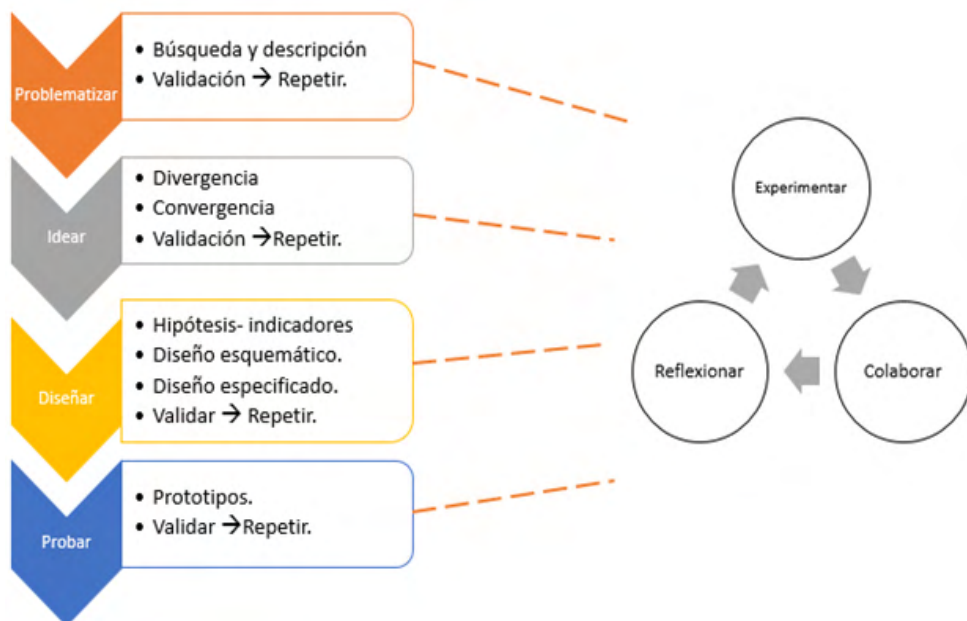 Problematizar
• Búsqueda y descripción
• Validación → Repetir.
Idear
• Divergencia
• Convergencia
• Validación →Repetir.
Diseñar
• Hipótesis- indicadores
• Diseño esquemático.
• Diseño especificado.
• Validar → Repetir.
Probar
• Prototipos.
• Validar →Repetir.
Experimentar
Reflexionar
Colaborar